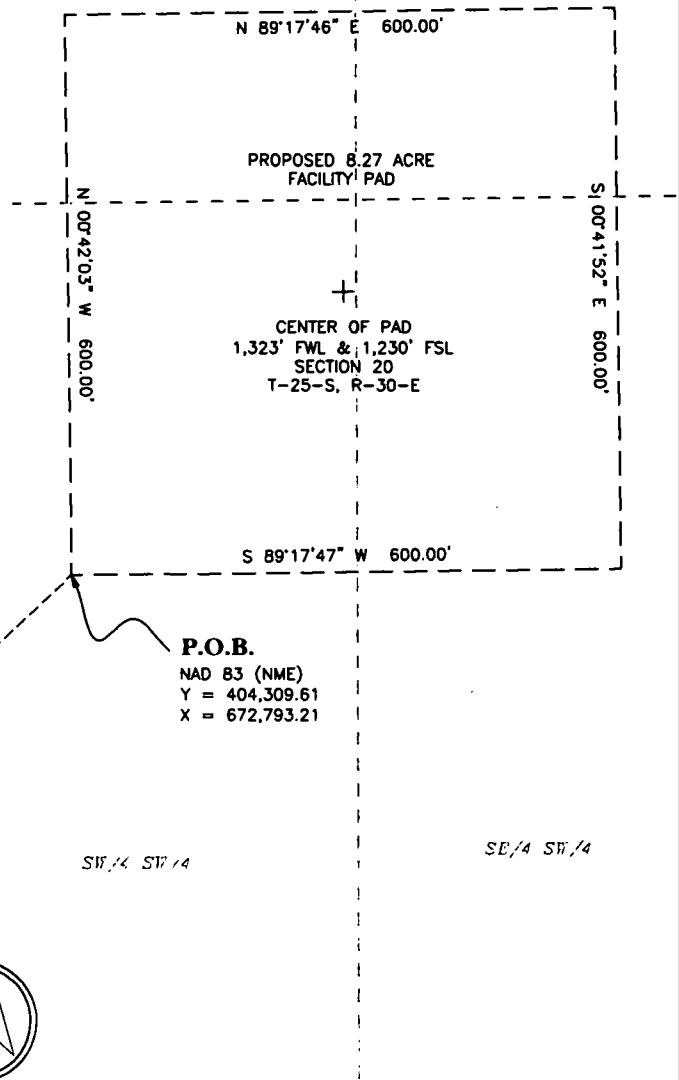 N 89°17'46" E 600.00'
PROPOSED 8.27 ACRE
FACILITY PAD
N 00°42'03" W 600.00'
S 00°41'52" E 600.00'
CENTER OF PAD
1,323' FWL & 1,230' FSL
SECTION 20
T-25-S, R-30-E
S 89°17'47" W 600.00'
P.O.B.
NAD 83 (NME)
Y = 404,309.61
X = 672,793.21
SW/4 SW/4
SE/4 SW/4